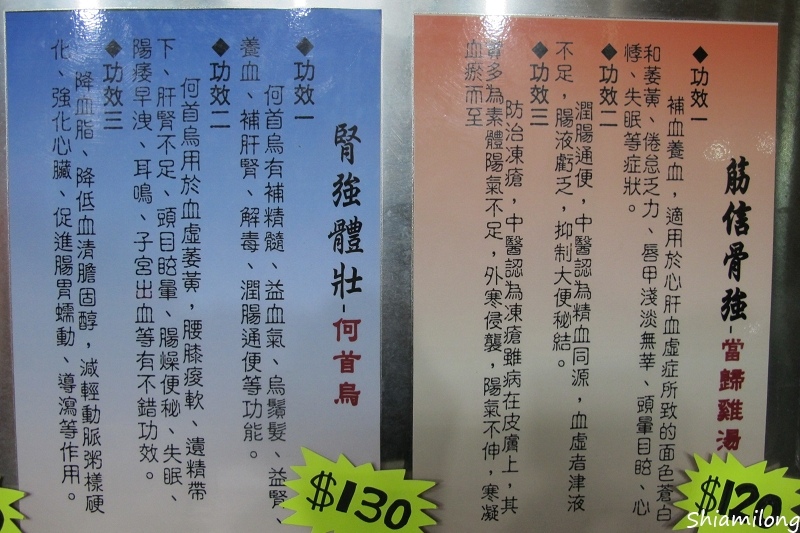 筋信骨強-當歸雞湯
◆功效一
補血養血，適用於心肝血虛症所致的面色蒼白
和萎黃、倦怠乏力、唇甲淺淡無華、頭暈目眩、心
悸、失眠等症狀。
◆功效二
潤腸通便，中醫認為精血同源，血虛者津液
不足，腸液虧乏，抑制大便秘結。
◆功效三
防治凍瘡，中醫認為凍瘡雖病在皮膚上，其
實多為素體陽氣不足，外寒侵襲，陽氣不伸，寒凝
血瘀而至
$120
腎強體壯-何首烏
◆功效一
何首烏有補精髓、益血氣、烏鬚髮、益腎、
養血、補肝腎、解毒、潤腸通便等功能。
◆功效二
何首烏用於血虛萎黃，腰膝痠軟、遺精帶
下、肝腎不足、頭目眩暈、腸燥便秘、失眠、
陽痿早洩、耳鳴、子宮出血等有不錯功效。
◆功效三
降血脂、降低血清膽固醇，減輕動脈粥樣硬
化、強化心臟、促進腸胃蠕動、導瀉等作用。
$130
Shiamilong